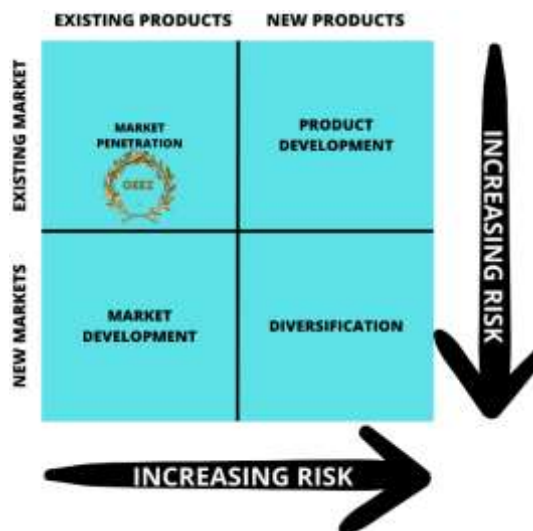 EXISTING PRODUCTS NEW PRODUCTS
EXISTING MARKET
MARKET
PENETRATION
PRODUCT
DEVELOPMENT
NEW MARKETS
MARKET
DEVELOPMENT
DIVERSIFICATION
INCREASING RISK
INCREASING RISK